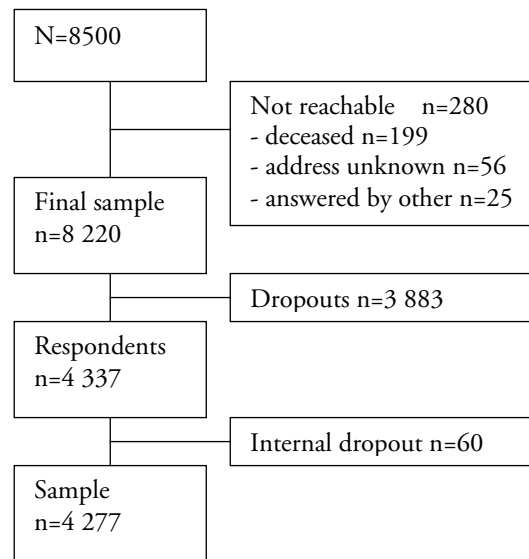 N=8500
Not reachable n=280
- deceased n=199
- address unknown n=56
- answered by other n=25
Final sample
n=8 220
Dropouts n=3 883
Respondents
n=4 337
Internal dropout n=60
Sample
n=4 277